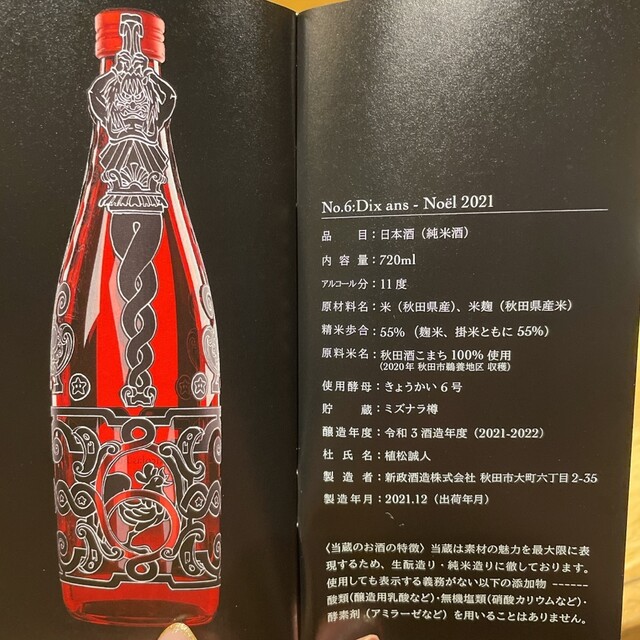 No.6:Dix ans - Noël 2021
品目：日本酒（純米酒）
内容量：720ml
アルコール分：11度
原材料名：米（秋田県産）、米麹（秋田県産米）
精米歩合：55%（麹米、掛米ともに55%）
原料米名：秋田酒こまち100%使用
（2020年 秋田市鵜養地区 収穫）
使用酵母：きょうかい6号
貯蔵：ミズナラ樽
醸造年度：令和3酒造年度（2021-2022）
杜氏名：植松誠人
製造者：新政酒造株式会社 秋田市大町六丁目2-35
製造年月：2021.12（出荷年月）
〈当蔵のお酒の特徴〉当蔵は素材の魅力を最大限に表
現するため、生酛造り・純米造りに徹しております。
使用しても表示する義務がない以下の添加物 ------
酸類（醸造用乳酸など）・無機塩類（硝酸カリウムなど）・
酵素剤（アミラーゼなど）を用いることはありません。